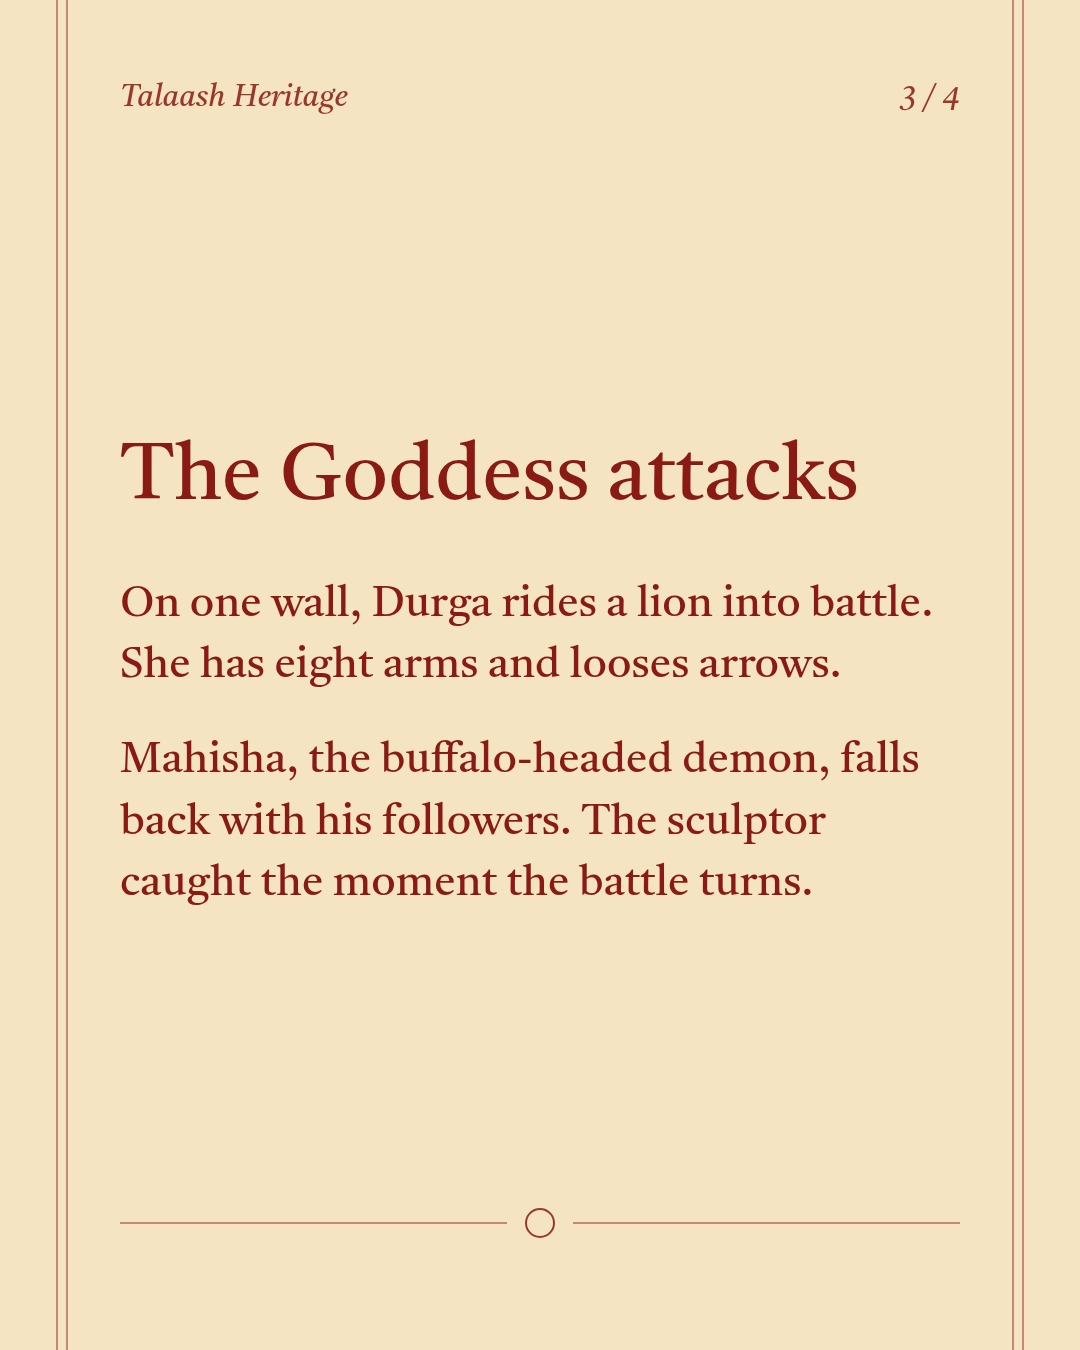 Talaash Heritage
3 / 4
The Goddess attacks
On one wall, Durga rides a lion into battle.
She has eight arms and looses arrows.
Mahisha, the buffalo-headed demon, falls
back with his followers. The sculptor
caught the moment the battle turns.